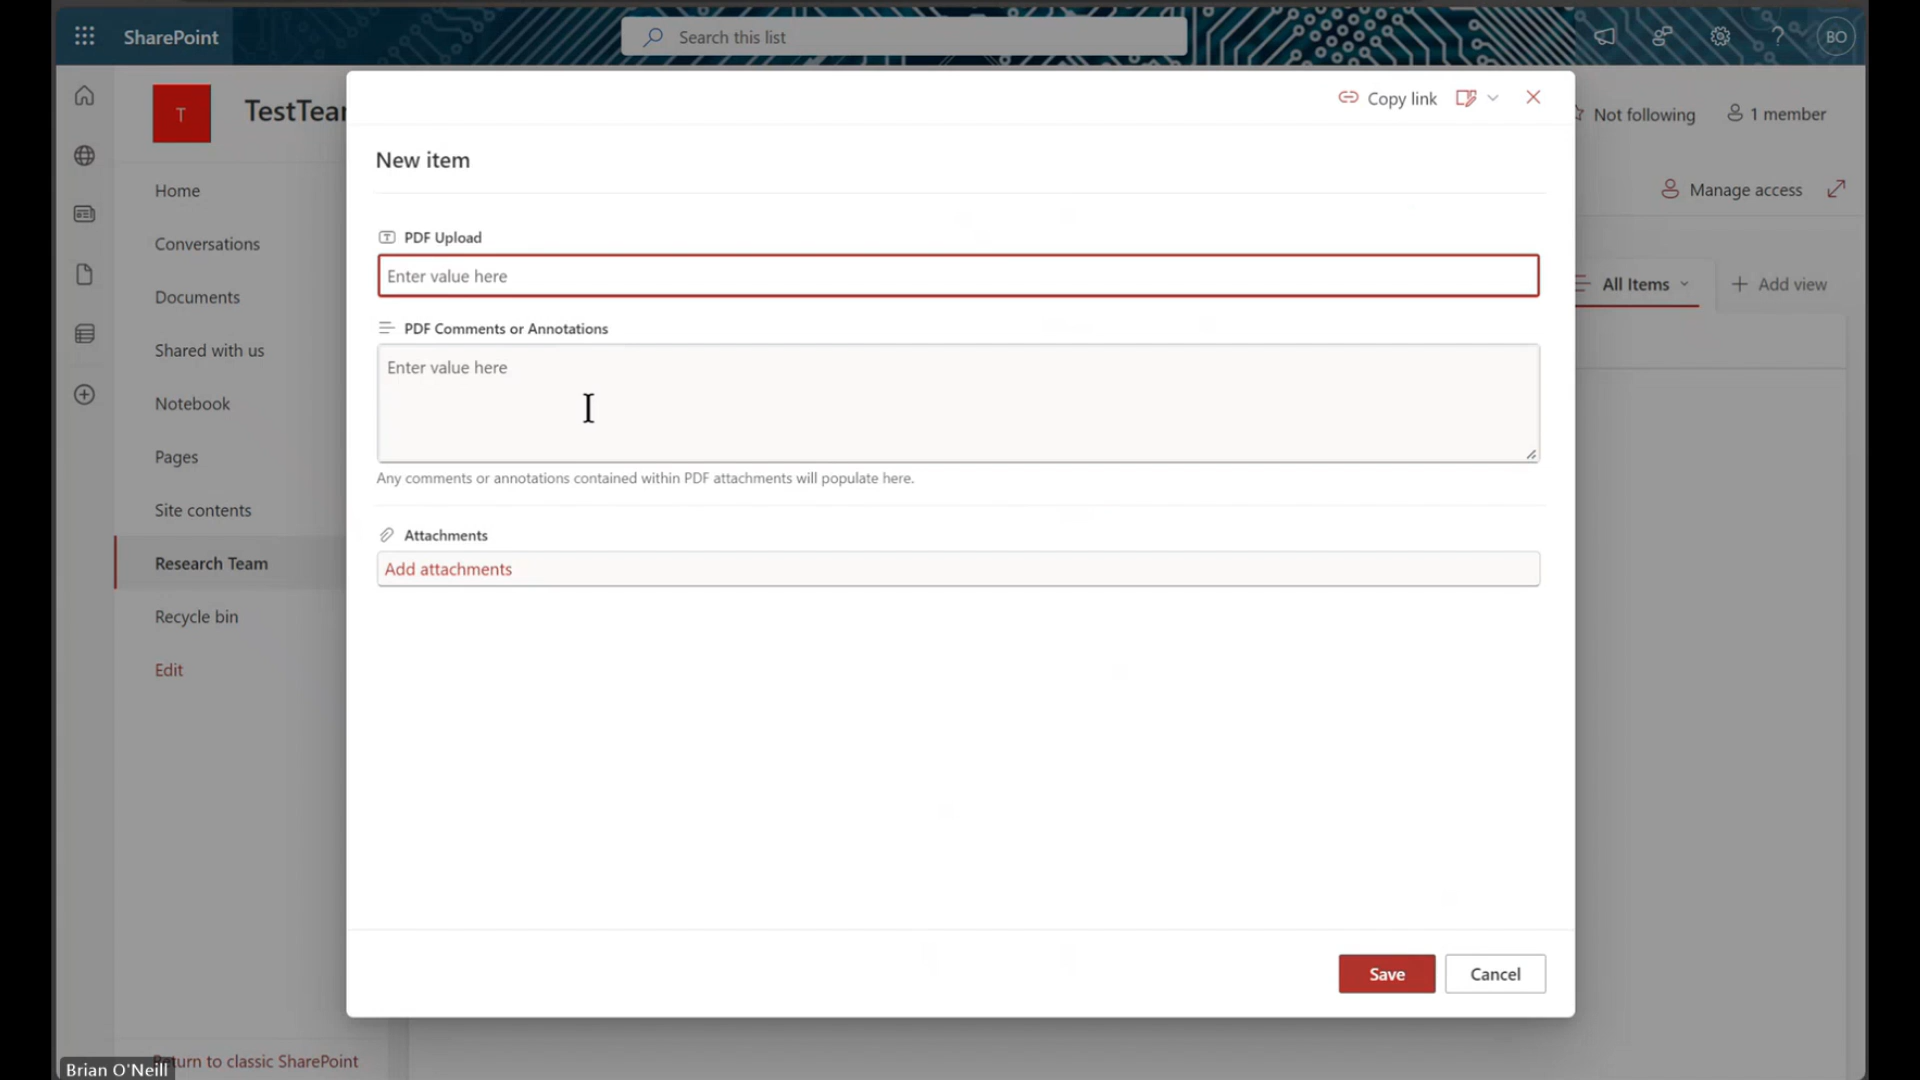 SharePoint
Search this list
BO
T
TestTear
Not following
1 member
Copy link
New item
Manage access
Home
Conversations
Documents
Shared with us
Notebook
Pages
Site contents
Research Team
Recycle bin
Edit
PDF Upload
Enter value here
All Items
Add view
PDF Comments or Annotations
Enter value here
Any comments or annotations contained within PDF attachments will populate here.
Attachments
Add attachments
Save
Cancel
Return to classic SharePoint
Brian O'Neill